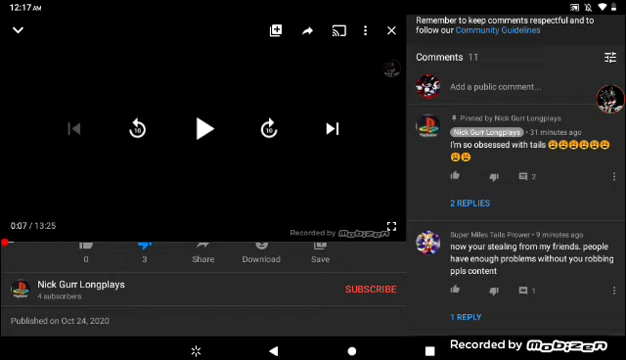 12:17 AM
Remember to keep comments respectful and to
follow our Community Guidelines
Comments 11
Add a public comment...
10
10
Pinned by Nick Gurr Longplays
Nick Gurr Longplays • 31 minutes ago
I'm so obsessed with tails 😩😩😩😩😩😩
😩😩
2
2 REPLIES
0:07 / 13:25
Recorded by Mobizen
0
3
Share
Download
Save
Super Miles Tails Prower • 9 minutes ago
now your stealing from my friends. people
have enough problems without you robbing
ppls content
1
1 REPLY
Nick Gurr Longplays
4 subscribers
SUBSCRIBE
Published on Oct 24, 2020
Recorded by Mobizen